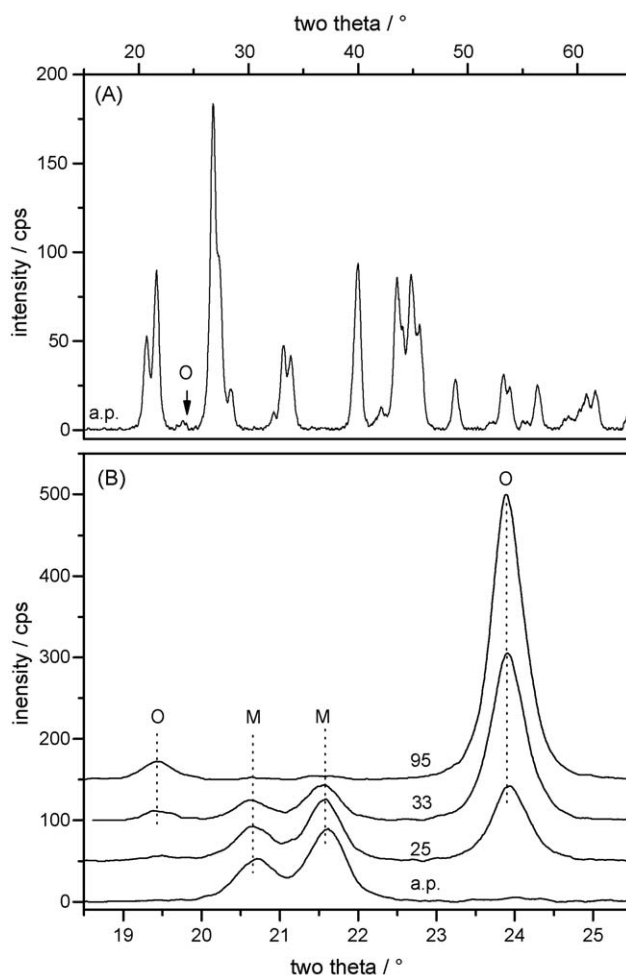 two theta / °
20 30 40 50 60
200
(A)
150
intensity / cps
100
50
O
a.p.
0
(B)
O
500
400
inensity / cps
300
200
O M M
95
100
33
25
a.p.
0
19 20 21 22 23 24 25
two theta / °